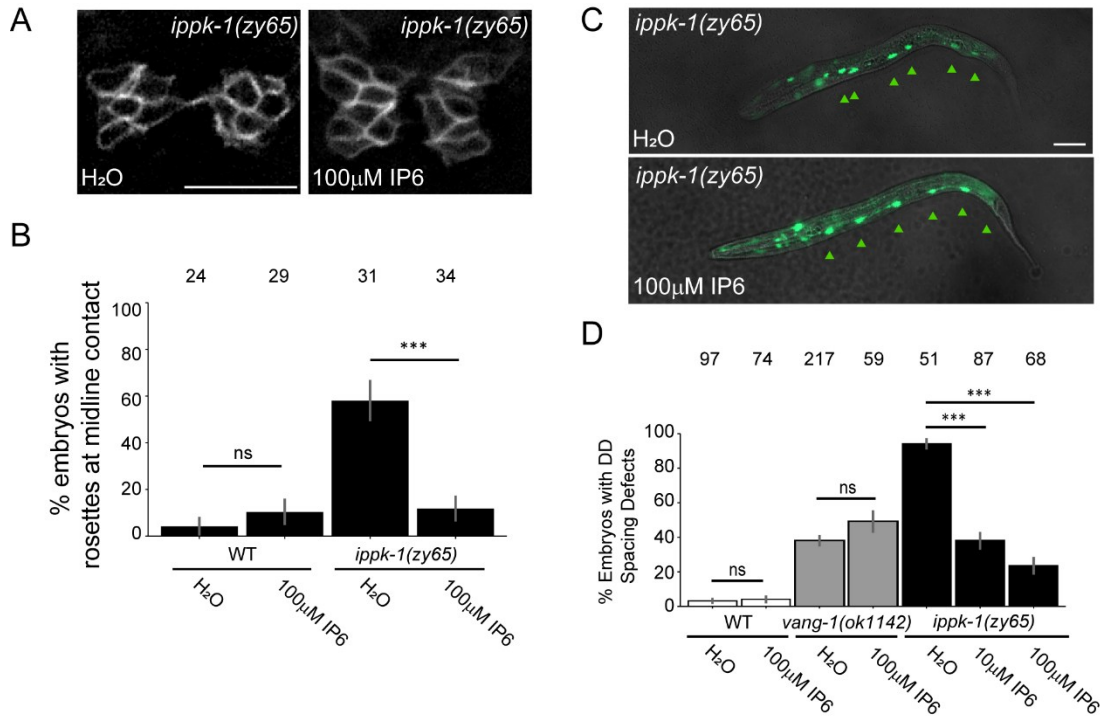 A
ippk-1(zy65)
H₂O
ippk-1(zy65)
100μM IP6
B
24 29 31 34
% embryos with
rosettes at midline contact
80
60
40
20
0
ns
***
WT
ippk-1(zy65)
H₂O
100μM IP6
H₂O
100μM IP6
C
ippk-1(zy65)
H₂O
ippk-1(zy65)
100μM IP6
D
97 74 217 59 51 87 68
% Embryos with DD
Spacing Defects
100
80
60
40
20
0
ns
ns
***
***
WT
vang-1(ok1142)
ippk-1(zy65)
H₂O
100μM IP6
H₂O
100μM IP6
H₂O
10μM IP6
100μM IP6